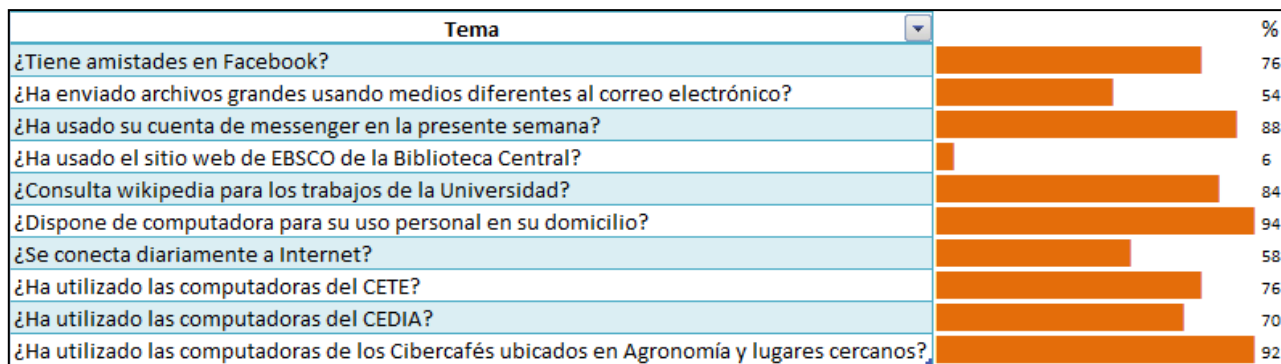 Tema %
¿Tiene amistades en Facebook? 76
¿Ha enviado archivos grandes usando medios diferentes al correo electrónico? 54
¿Ha usado su cuenta de messenger en la presente semana? 88
¿Ha usado el sitio web de EBSCO de la Biblioteca Central? 6
¿Consulta wikipedia para los trabajos de la Universidad? 84
¿Dispone de computadora para su uso personal en su domicilio? 94
¿Se conecta diariamente a Internet? 58
¿Ha utilizado las computadoras del CETE? 76
¿Ha utilizado las computadoras del CEDIA? 70
¿Ha utilizado las computadoras de los Cibercafés ubicados en Agronomía y lugares cercanos? 92